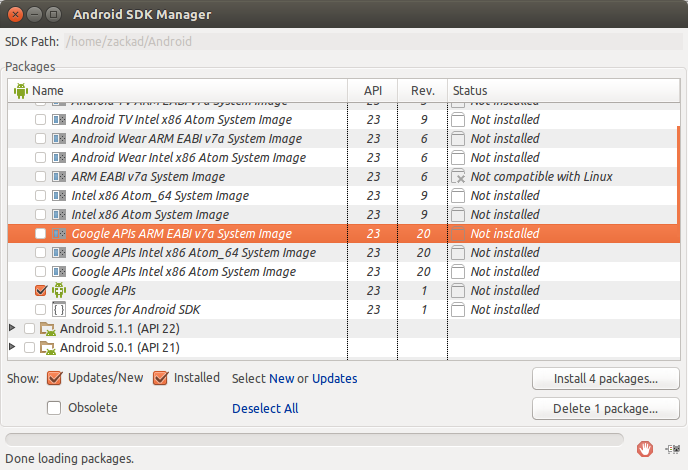 Android SDK Manager
SDK Path: /home/zackad/Android
Packages
Name API Rev. Status
Android TV ARM EABI v7a System Image 23 Not installed
Android TV Intel x86 Atom System Image 23 9 Not installed
Android Wear ARM EABI v7a System Image 23 6 Not installed
Android Wear Intel x86 Atom System Image 23 6 Not installed
ARM EABI v7a System Image 23 6 Not compatible with Linux
Intel x86 Atom_64 System Image 23 9 Not installed
Intel x86 Atom System Image 23 9 Not installed
Google APIs ARM EABI v7a System Image 23 20 Not installed
Google APIs Intel x86 Atom_64 System Image 23 20 Not installed
Google APIs Intel x86 Atom System Image 23 20 Not installed
Google APIs 23 1 Not installed
Sources for Android SDK 23 1 Not installed
Android 5.1.1 (API 22)
Android 5.0.1 (API 21)
Show: Updates/New Installed Select New or Updates Install 4 packages...
Obsolete Deselect All Delete 1 package...
Done loading packages.